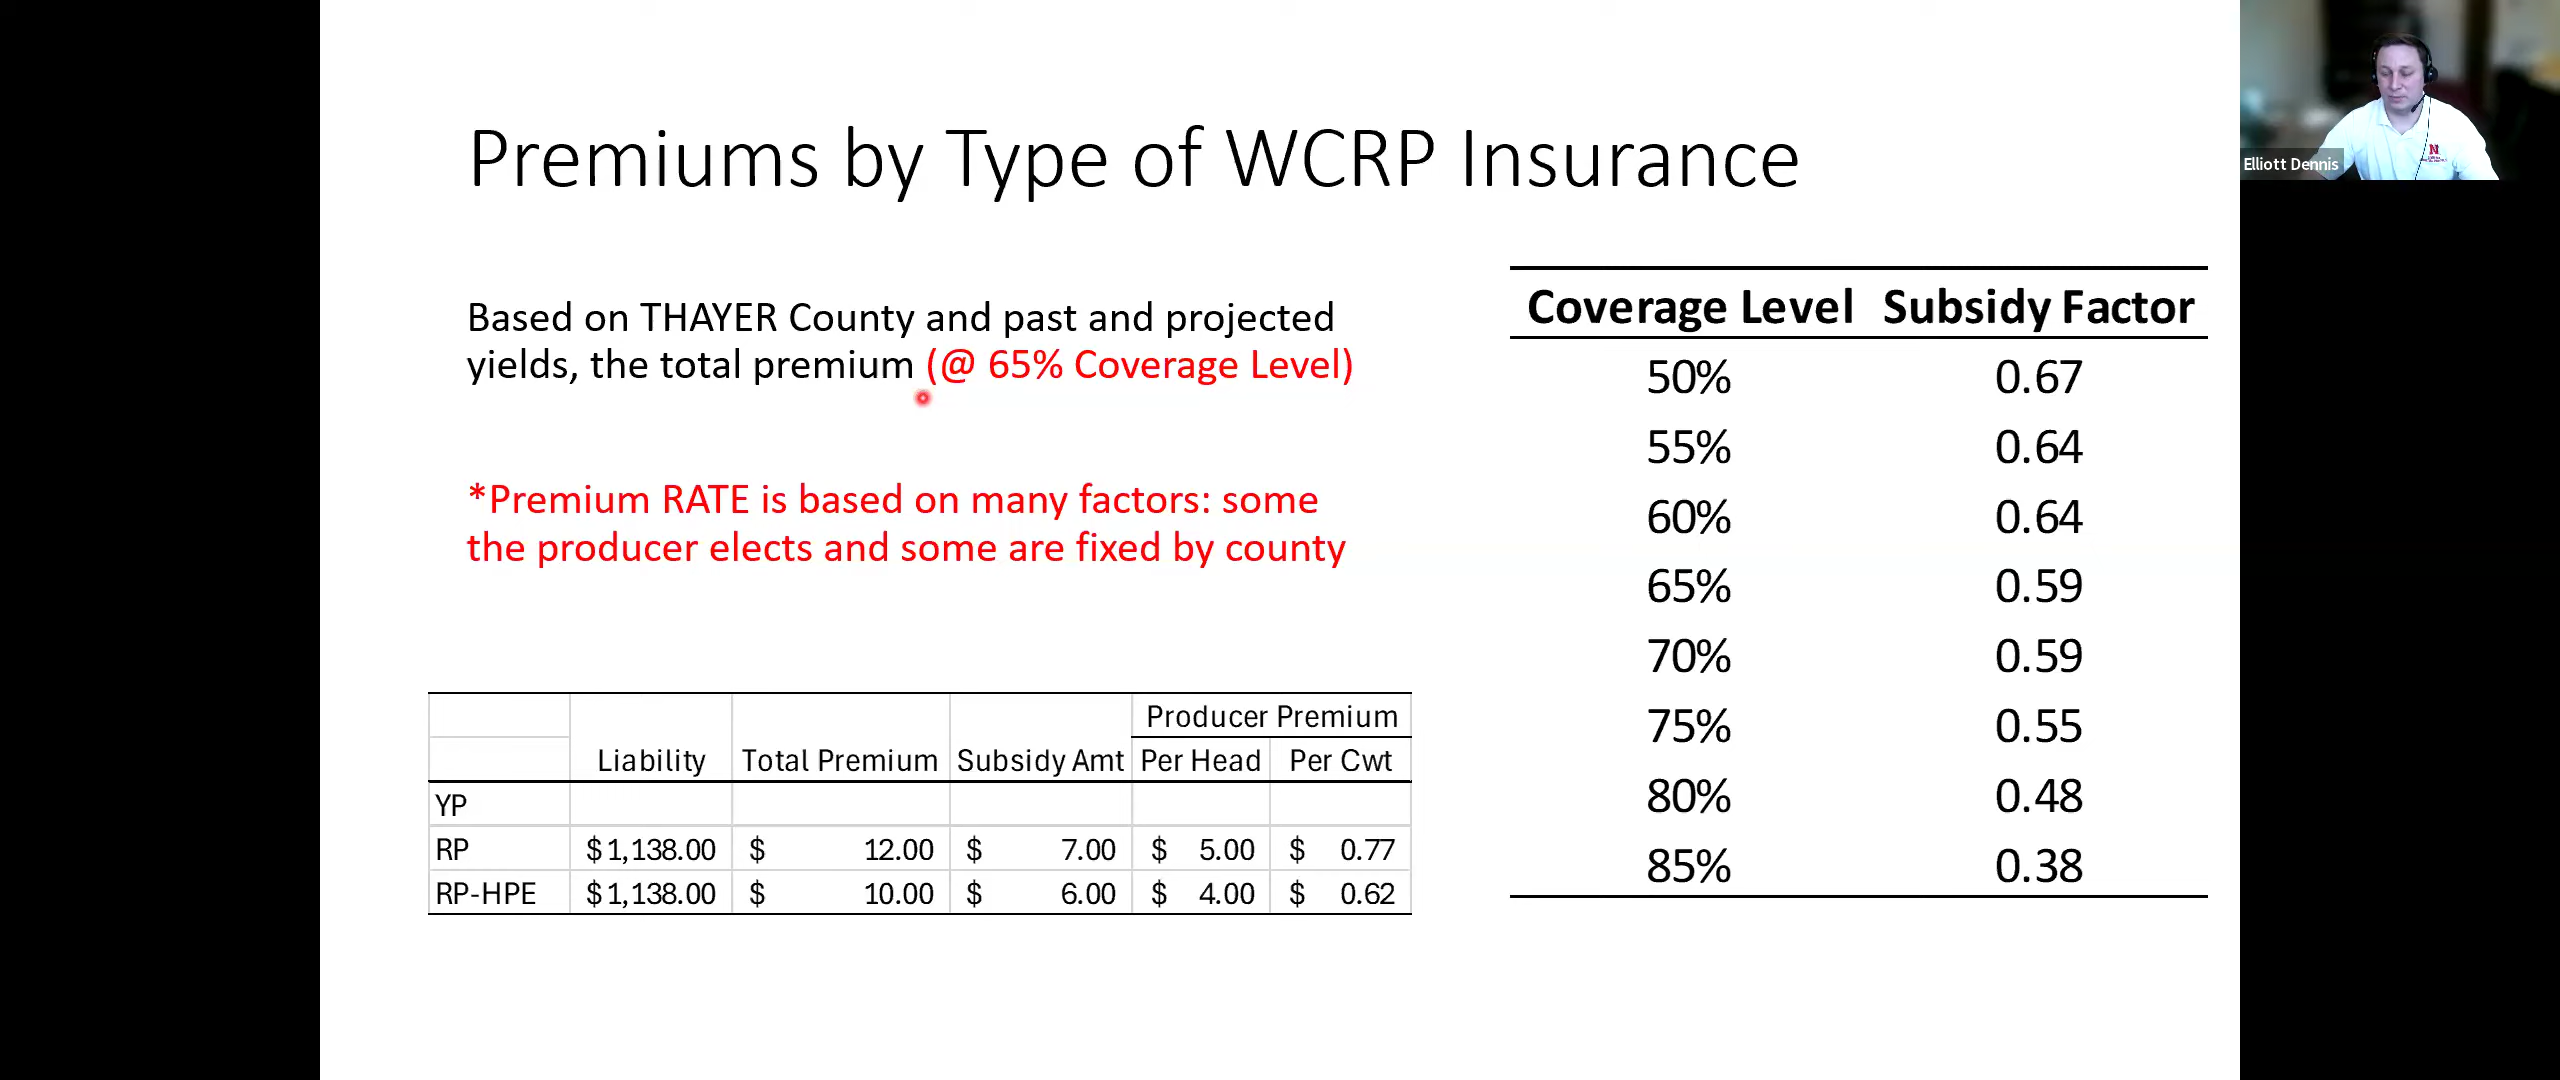 Premiums by Type of WCRP Insurance
Based on THAYER County and past and projected
yields, the total premium (@ 65% Coverage Level)
*Premium RATE is based on many factors: some
the producer elects and some are fixed by county
Producer Premium
Liability Total Premium Subsidy Amt Per Head Per Cwt
YP
RP $1,138.00 $ 12.00 $ 7.00 $ 5.00 $ 0.77
RP-HPE $1,138.00 $ 10.00 $ 6.00 $ 4.00 $ 0.62
Coverage Level Subsidy Factor
50% 0.67
55% 0.64
60% 0.64
65% 0.59
70% 0.59
75% 0.55
80% 0.48
85% 0.38
N
Elliott Dennis